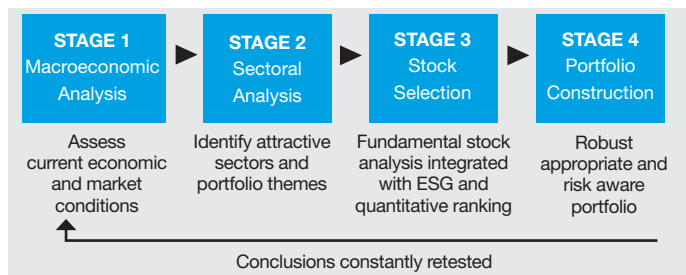 STAGE 1
Macroeconomic
Analysis
STAGE 2
Sectoral
Analysis
STAGE 3
Stock
Selection
STAGE 4
Portfolio
Construction
Assess
current economic
and market
conditions
Identify attractive
sectors and
portfolio themes
Fundamental stock
analysis integrated
with ESG and
quantitative ranking
Robust
appropriate and
risk aware
portfolio
Conclusions constantly retested